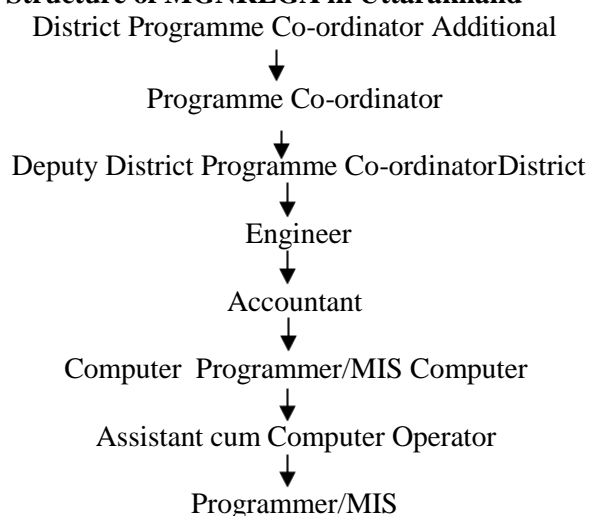 Structure of MGNREGA in Uttarukhand
District Programme Co-ordinator Additional
Programme Co-ordinator
Deputy District Programme Co-ordinatorDistrict
Engineer
Accountant
Computer Programmer/MIS Computer
Assistant cum Computer Operator
Programmer/MIS